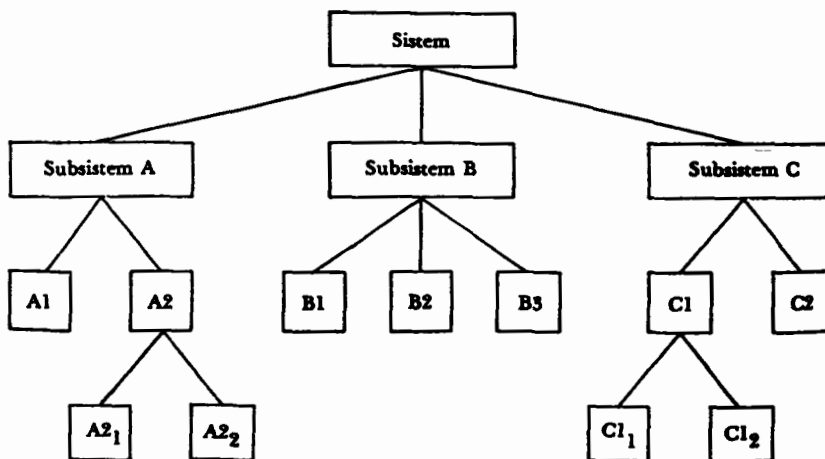 Sistem
Subsistem A
Subsistem B
Subsistem C
A1
A2
B1
B2
B3
C1
C2
A2₁
A2₂
C1₁
C1₂